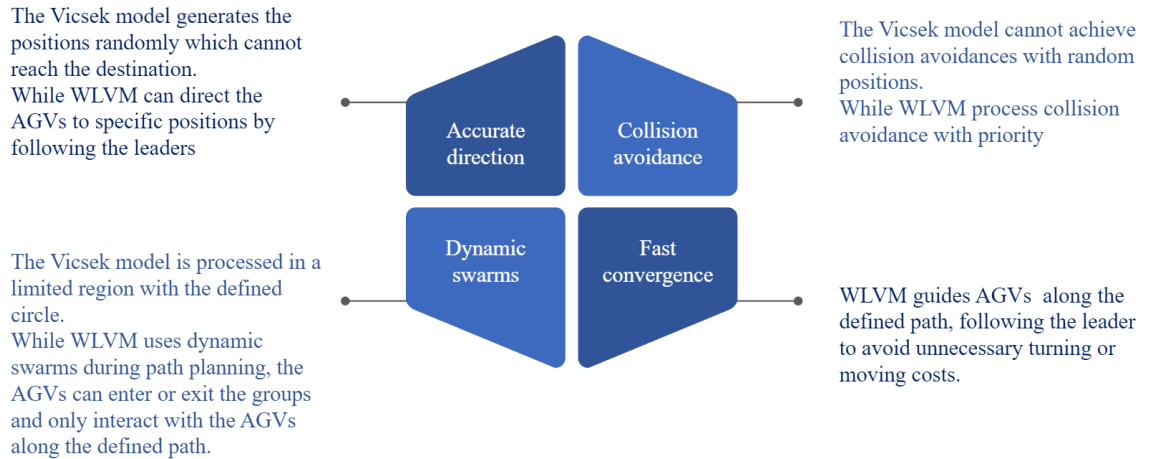 The Vicsek model generates the
positions randomly which cannot
reach the destination.
While WLVM can direct the
AGVs to specific positions by
following the leaders
Accurate
direction
Collision
avoidance
The Vicsek model cannot achieve
collision avoidances with random
positions.
While WLVM process collision
avoidance with priority
The Vicsek model is processed in a
limited region with the defined
circle.
While WLVM uses dynamic
swarms during path planning, the
AGVs can enter or exit the groups
and only interact with the AGVs
along the defined path.
Dynamic
swarms
Fast
convergence
WLVM guides AGVs along the
defined path, following the leader
to avoid unnecessary turning or
moving costs.